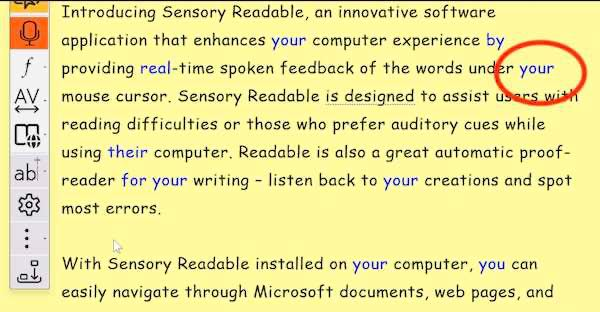 Introducing Sensory Readable, an innovative software
application that enhances your computer experience by
providing real-time spoken feedback of the words under your
mouse cursor. Sensory Readable is designed to assist users with
reading difficulties or those who prefer auditory cues while
using their computer. Readable is also a great automatic proof-
reader for your writing – listen back to your creations and spot
most errors.
With Sensory Readable installed on your computer, you can
easily navigate through Microsoft documents, web pages, and
f
AV
ab